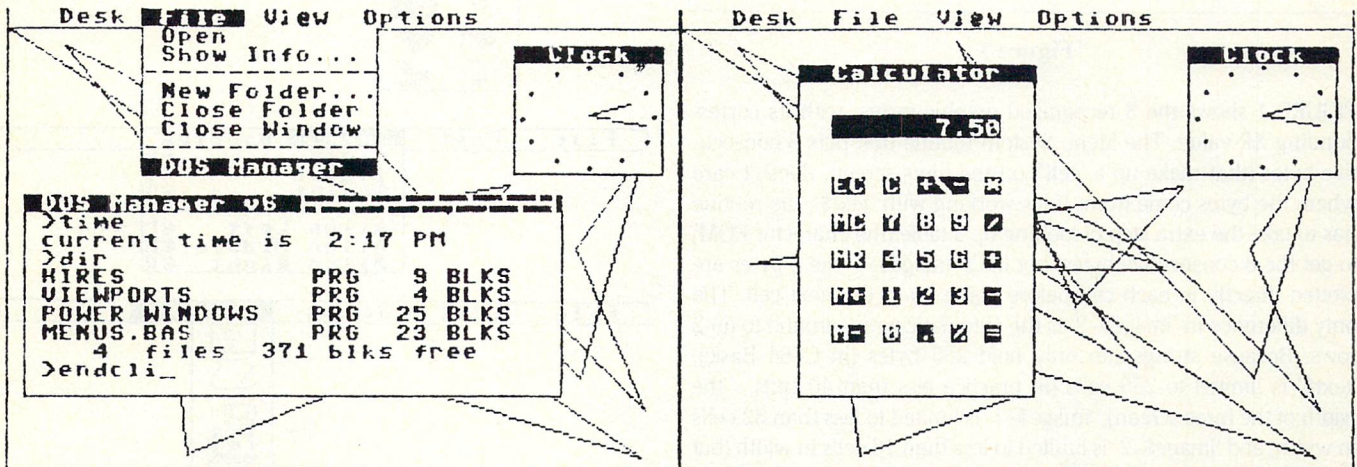 Desk File View Options
Open
Show Info...
New Folder..
Close Folder
Close Window
DOS Manager
Clock
DOS Manager v6
>time
current time is 2:17 PM
>dir
HIRES PRG 9 BLKS
VIEWPORTS PRG 4 BLKS
POWER WINDOWS PRG 25 BLKS
MENUS.BAS PRG 23 BLKS
4 files 371 blks free
>endcli_
Desk File View Options
Clock
Calculator
7.58
EC C +\- *
MC 7 8 9 /
MR 4 5 6 +
M+ 1 2 3 -
M- 0 . =